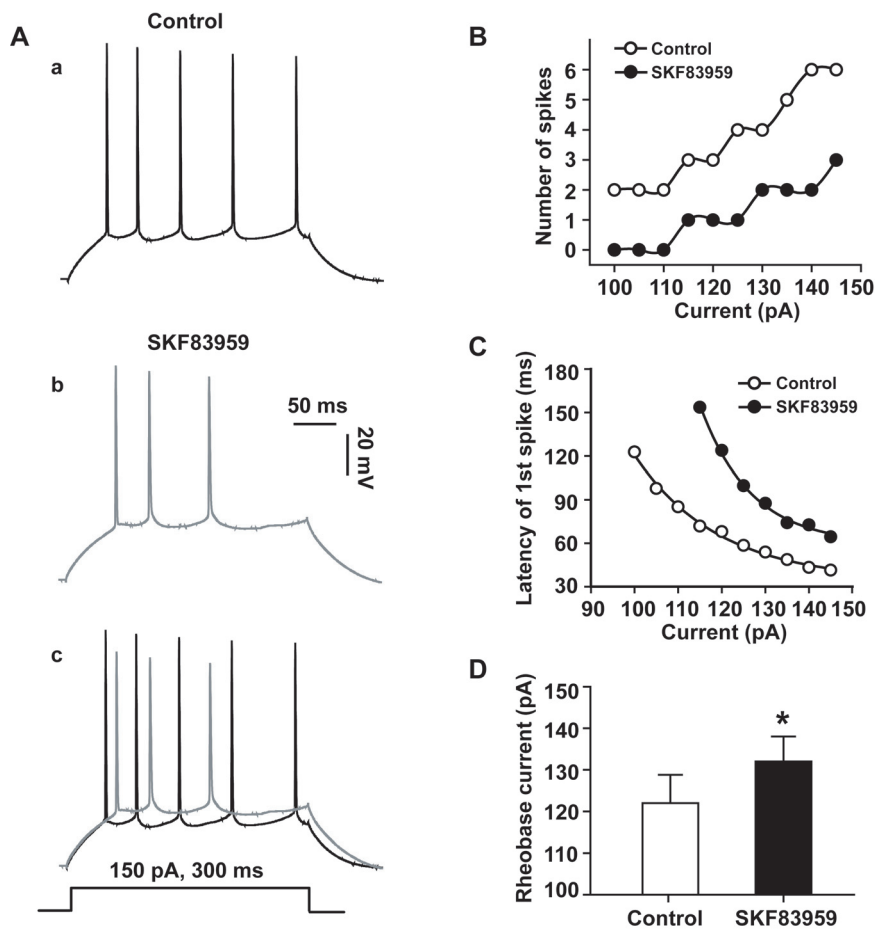 A
Control
a
SKF83959
b
50 ms
20 mV
c
150 pA, 300 ms
B
Control
SKF83959
Number of spikes
6
5
4
3
2
1
0
100 110 120 130 140 150
Current (pA)
C
Control
SKF83959
Latency of 1st spike (ms)
180
150
120
90
60
30
90 100 110 120 130 140 150
Current (pA)
D
Rheobase current (pA)
150
140
130
120
110
100
*
Control SKF83959